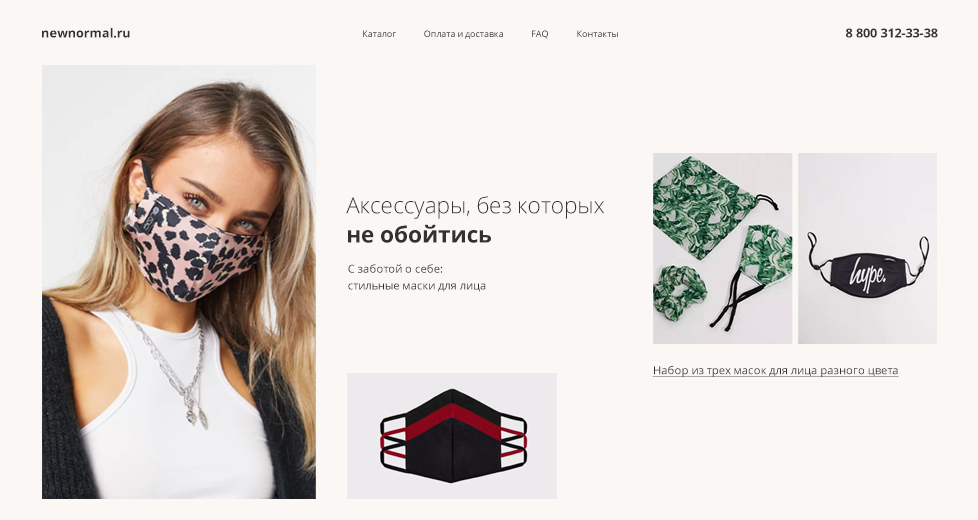 newnormal.ru
Каталог
Оплата и доставка
FAQ
Контакты
8 800 312-33-38
Аксессуары, без которых
не обойтись
С заботой о себе:
стильные маски для лица
hype.
Набор из трех масок для лица разного цвета